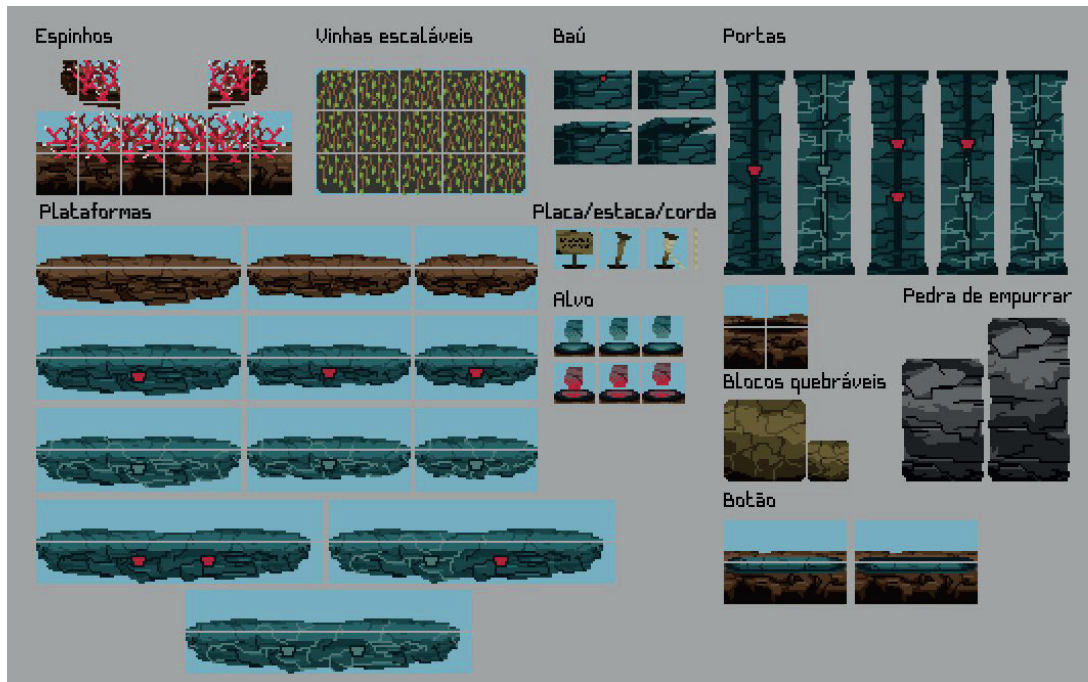 Espinhos
Vinhas escaláveis
Baú
Portas
Plataformas
Placa/estaca/corda
Alvo
Pedra de empurrar
Blocos quebráveis
Botão